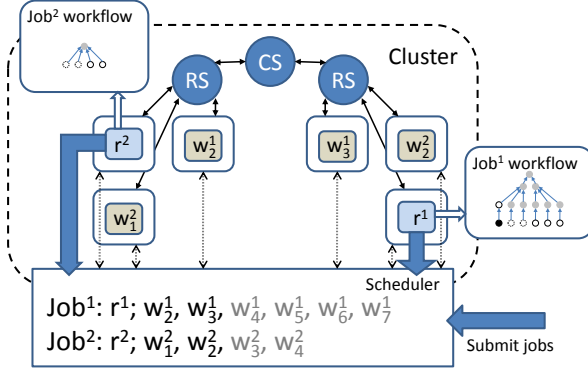 Job² workflow
CS
Cluster
RS
RS
r²
w¹₂
w¹₃
w²₂
Job¹ workflow
w²₁
r¹
Scheduler
Job¹: r¹; w¹₂, w¹₃, w¹₄, w¹₅, w¹₆, w¹₇
Job²: r²; w²₁, w²₂, w²₃, w²₄
Submit jobs